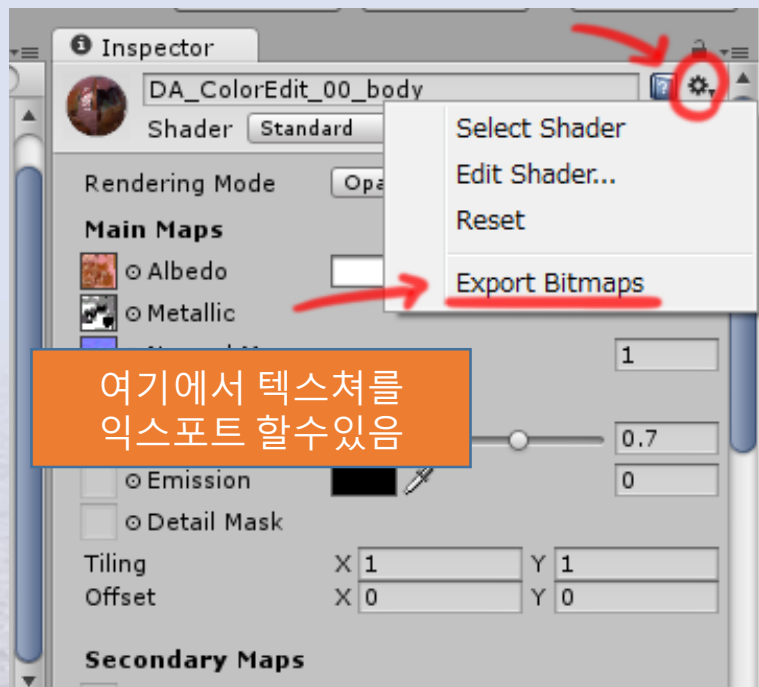 Inspector
DA_ColorEdit_00_body
Shader Standard
Select Shader
Edit Shader...
Reset
Export Bitmaps
Rendering Mode
Main Maps
Albedo
Metallic
1
여기에서 텍스쳐를
익스포트 할수있음
0.7
Emission 0
Detail Mask
Tiling X 1 Y 1
Offset X 0 Y 0
Secondary Maps